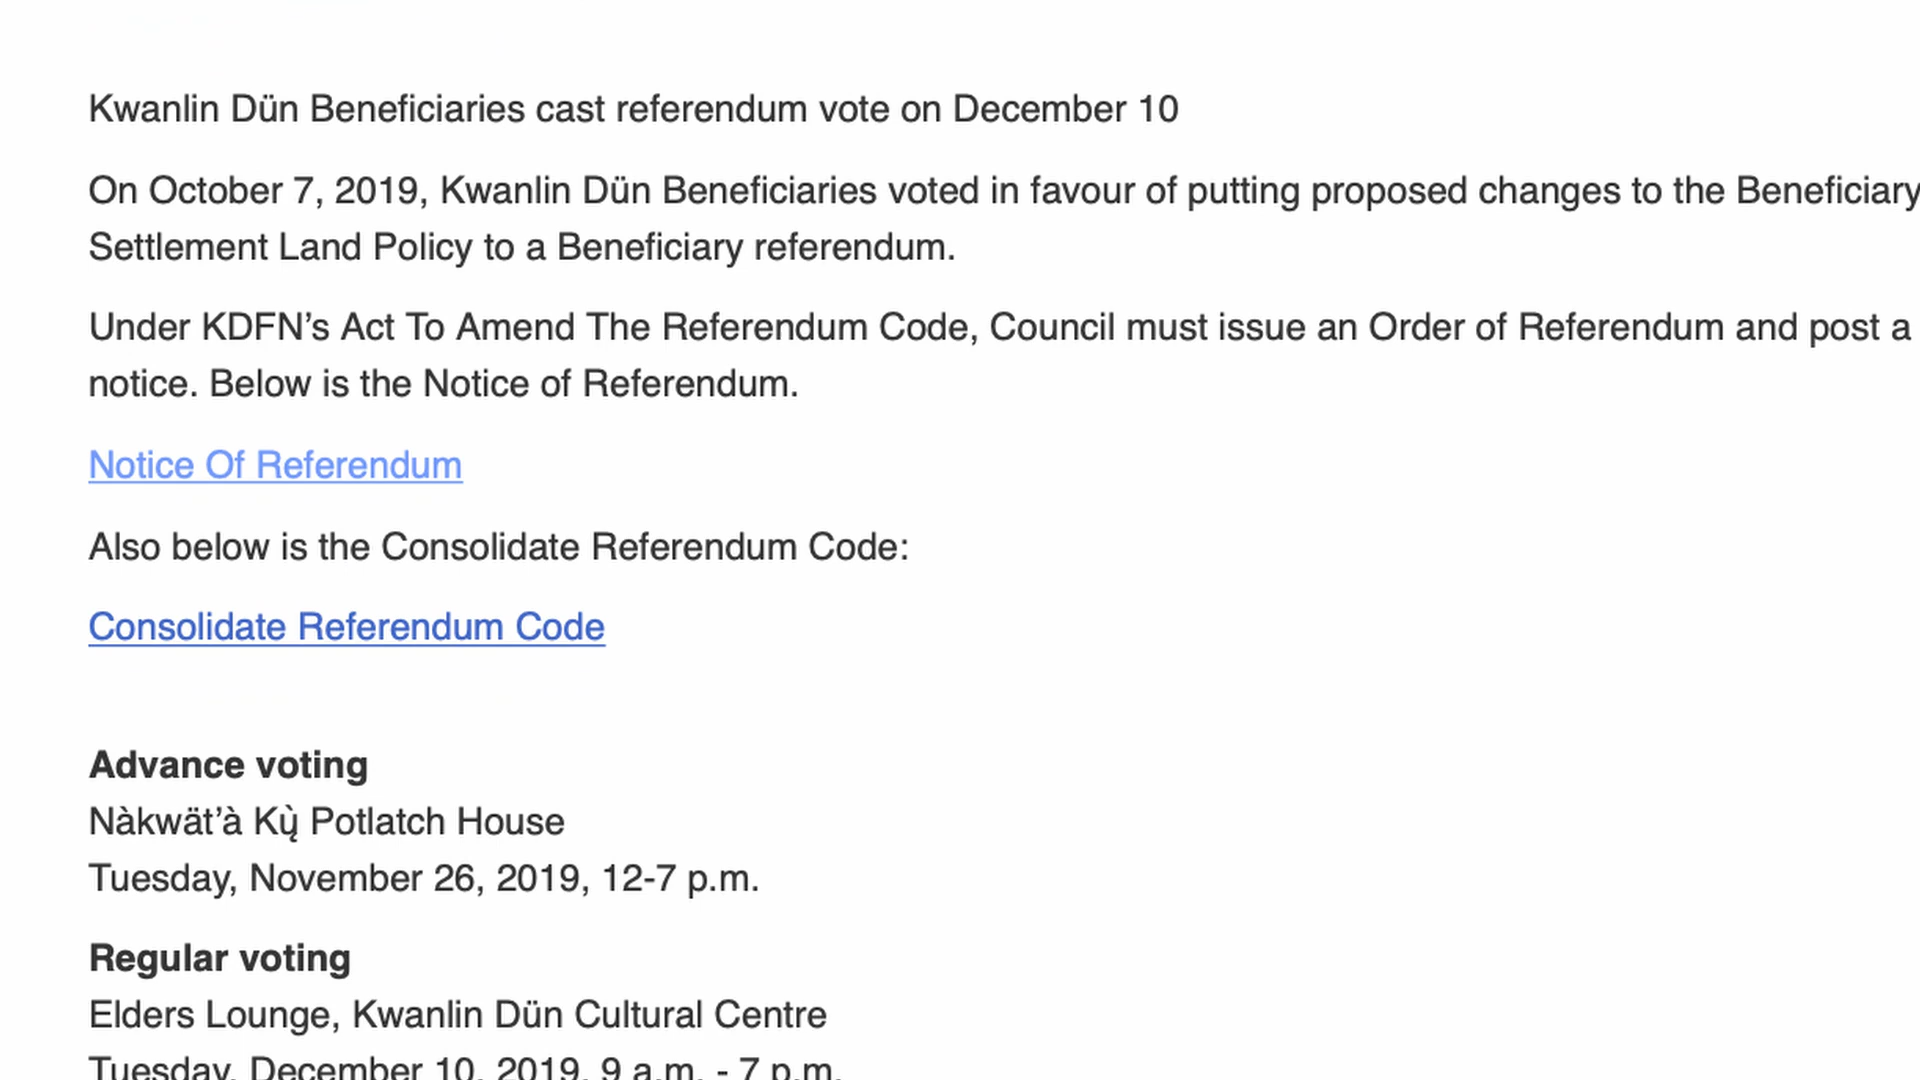 Kwanlin Dün Beneficiaries cast referendum vote on December 10
On October 7, 2019, Kwanlin Dün Beneficiaries voted in favour of putting proposed changes to the Beneficiary
Settlement Land Policy to a Beneficiary referendum.
Under KDFN’s Act To Amend The Referendum Code, Council must issue an Order of Referendum and post a
notice. Below is the Notice of Referendum.
Notice Of Referendum
Also below is the Consolidate Referendum Code:
Consolidate Referendum Code
Advance voting
Nàkwät’à Kų̀ Potlatch House
Tuesday, November 26, 2019, 12-7 p.m.
Regular voting
Elders Lounge, Kwanlin Dün Cultural Centre
Tuesday, December 10, 2019, 9 a.m. - 7 p.m.